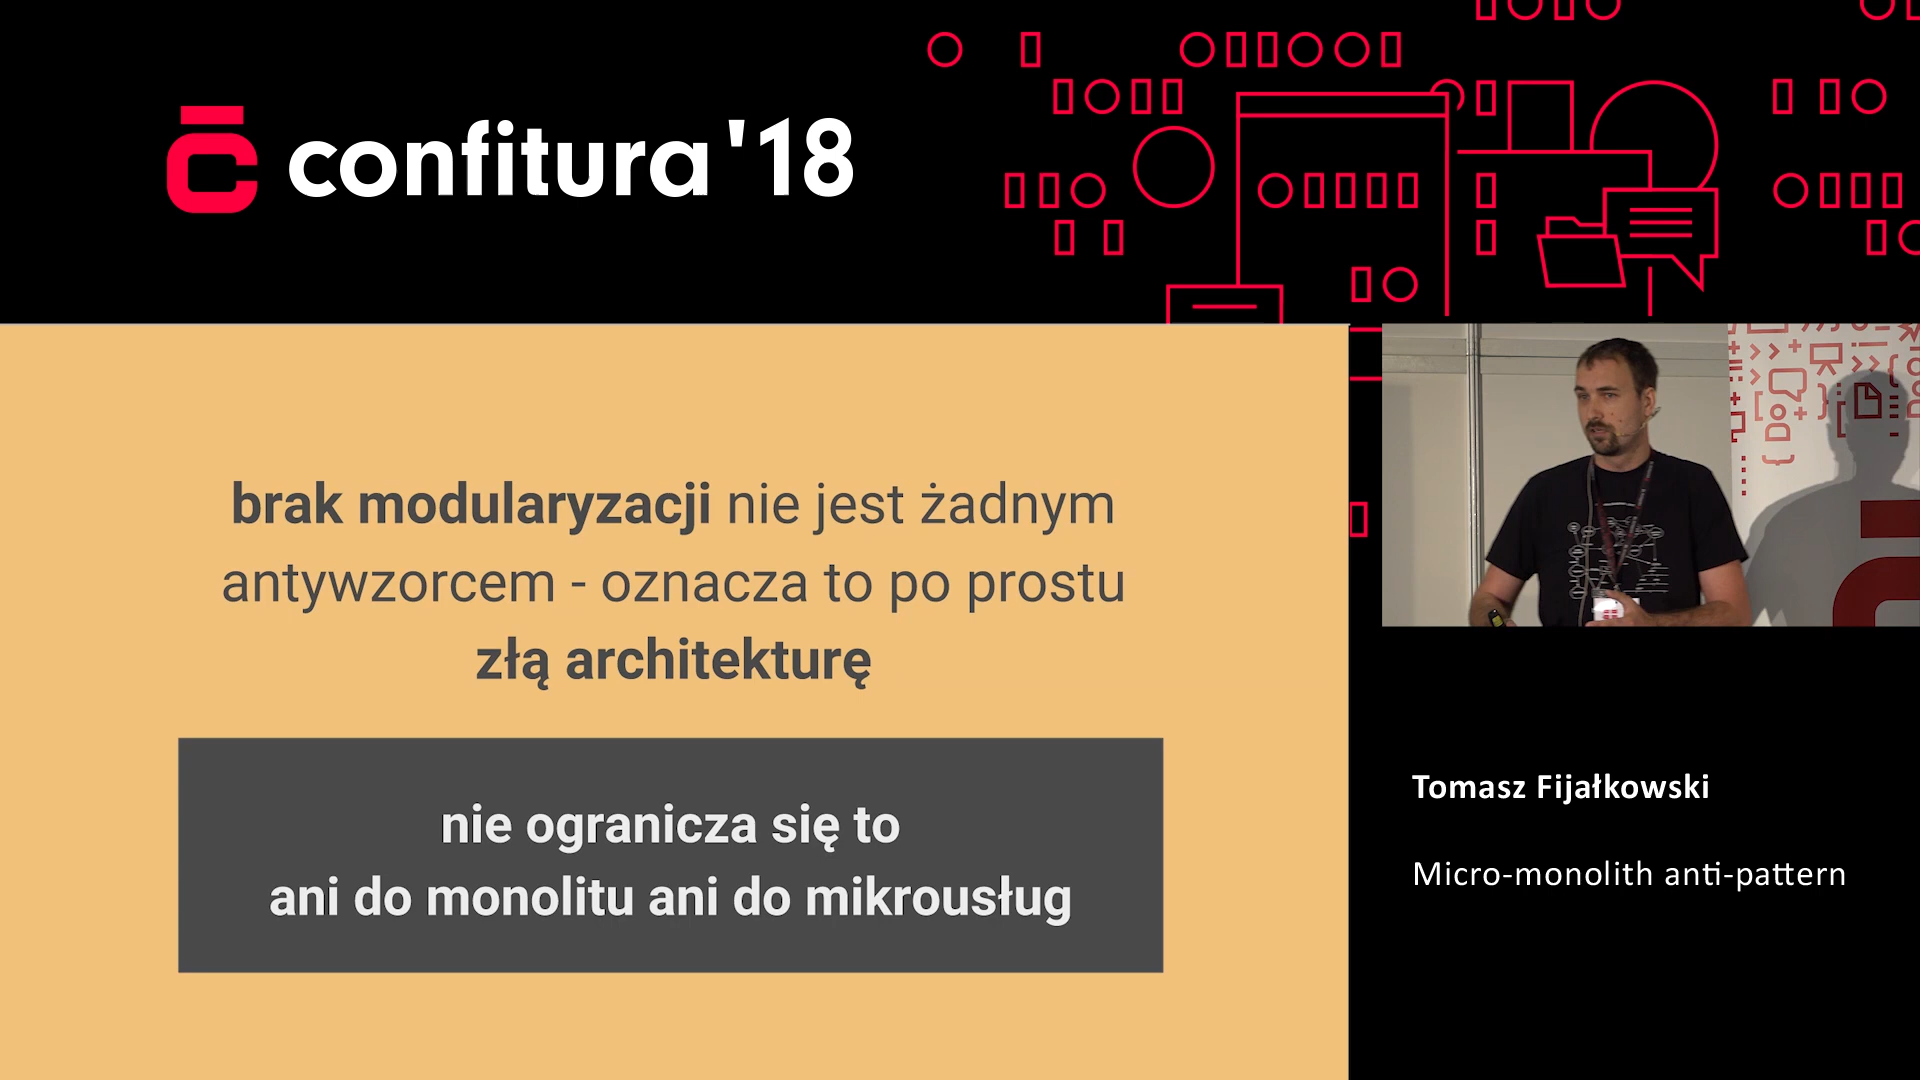 confitura '18
brak modularyzacji nie jest żadnym
antywzorcem - oznacza to po prostu
złą architekturę
nie ogranicza się to
ani do monolitu ani do mikrousług
Tomasz Fijałkowski
Micro-monolith anti-pattern